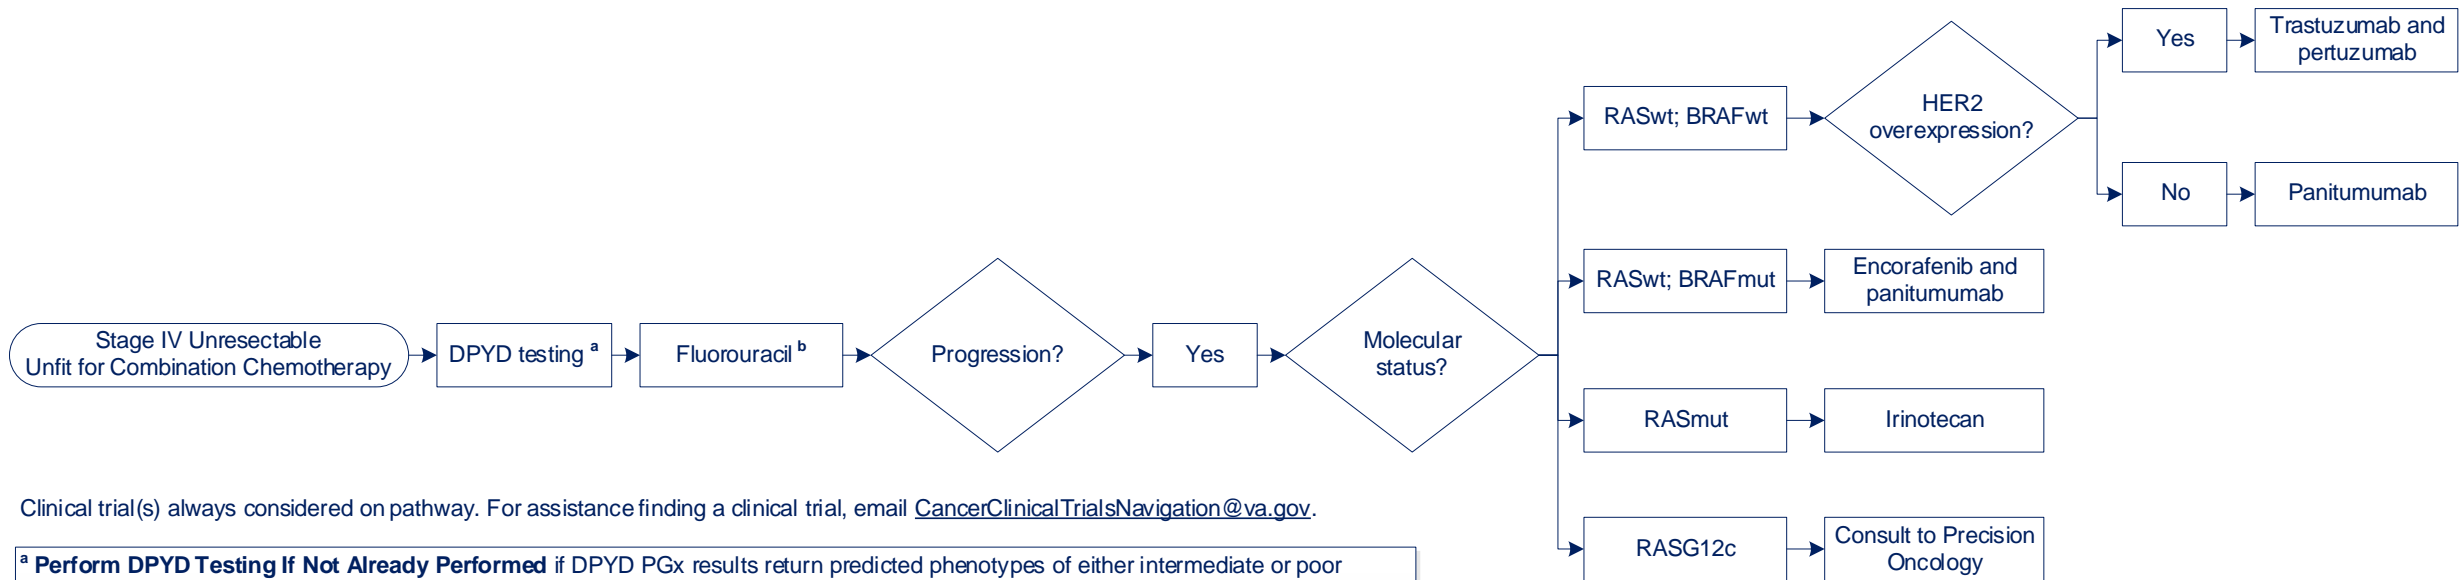 Stage IV Unresectable
Unfit for Combination Chemotherapy
DPYD testing a
Fluorouracil b
Progression?
Yes
Molecular
status?
RASwt; BRAFwt
HER2
overexpression?
Yes
Trastuzumab and
pertuzumab
No
Panitumumab
RASwt; BRAFmut
Encorafenib and
panitumumab
RASmut
Irinotecan
RASG12c
Consult to Precision
Oncology
Clinical trial(s) always considered on pathway. For assistance finding a clinical trial, email CancerClinicalTrialsNavigation@va.gov.
a Perform DPYD Testing If Not Already Performed if DPYD PGx results return predicted phenotypes of either intermediate or poor